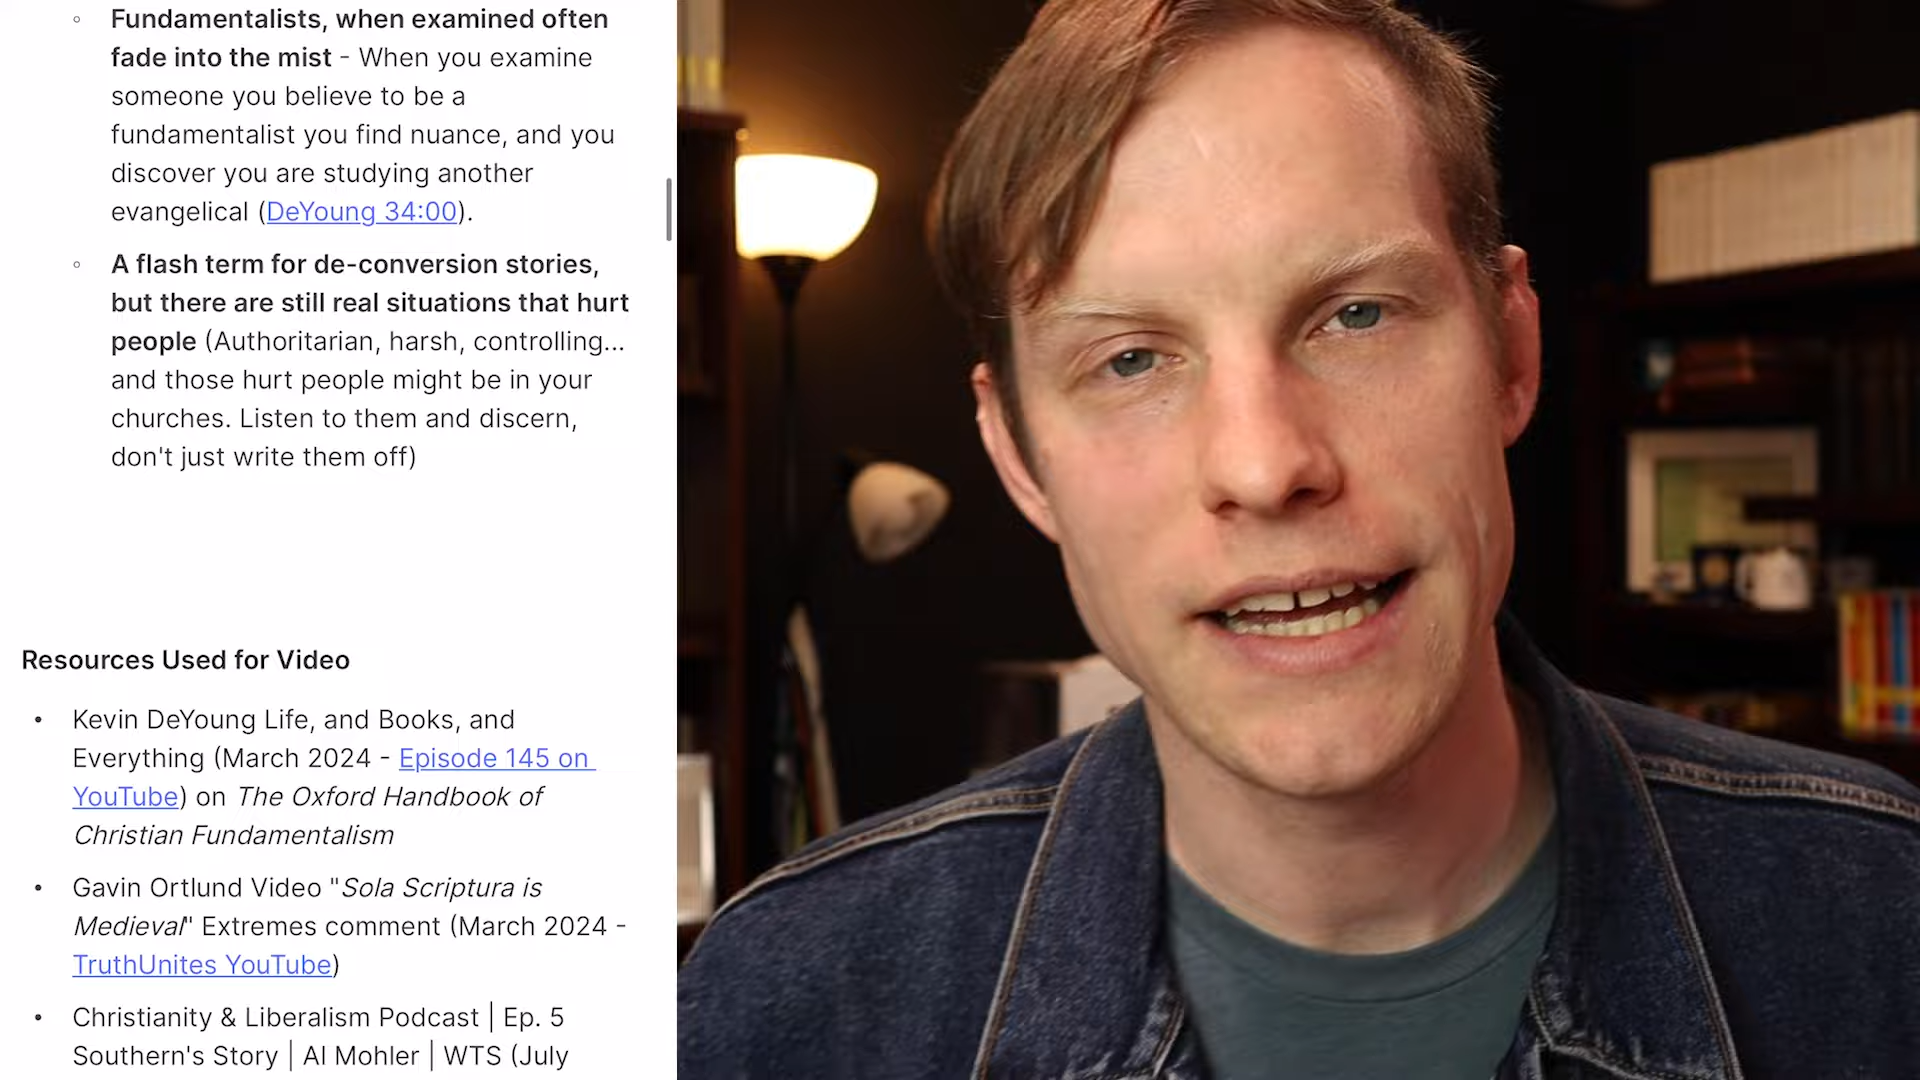 Fundamentalists, when examined often
fade into the mist - When you examine
someone you believe to be a
fundamentalist you find nuance, and you
discover you are studying another
evangelical (DeYoung 34:00).
A flash term for de-conversion stories,
but there are still real situations that hurt
people (Authoritarian, harsh, controlling...
and those hurt people might be in your
churches. Listen to them and discern,
don't just write them off)
Resources Used for Video
Kevin DeYoung Life, and Books, and
Everything (March 2024 - Episode 145 on
YouTube) on The Oxford Handbook of
Christian Fundamentalism
Gavin Ortlund Video "Sola Scriptura is
Medieval" Extremes comment (March 2024 -
TruthUnites YouTube)
Christianity & Liberalism Podcast | Ep. 5
Southern's Story | Al Mohler | WTS (July